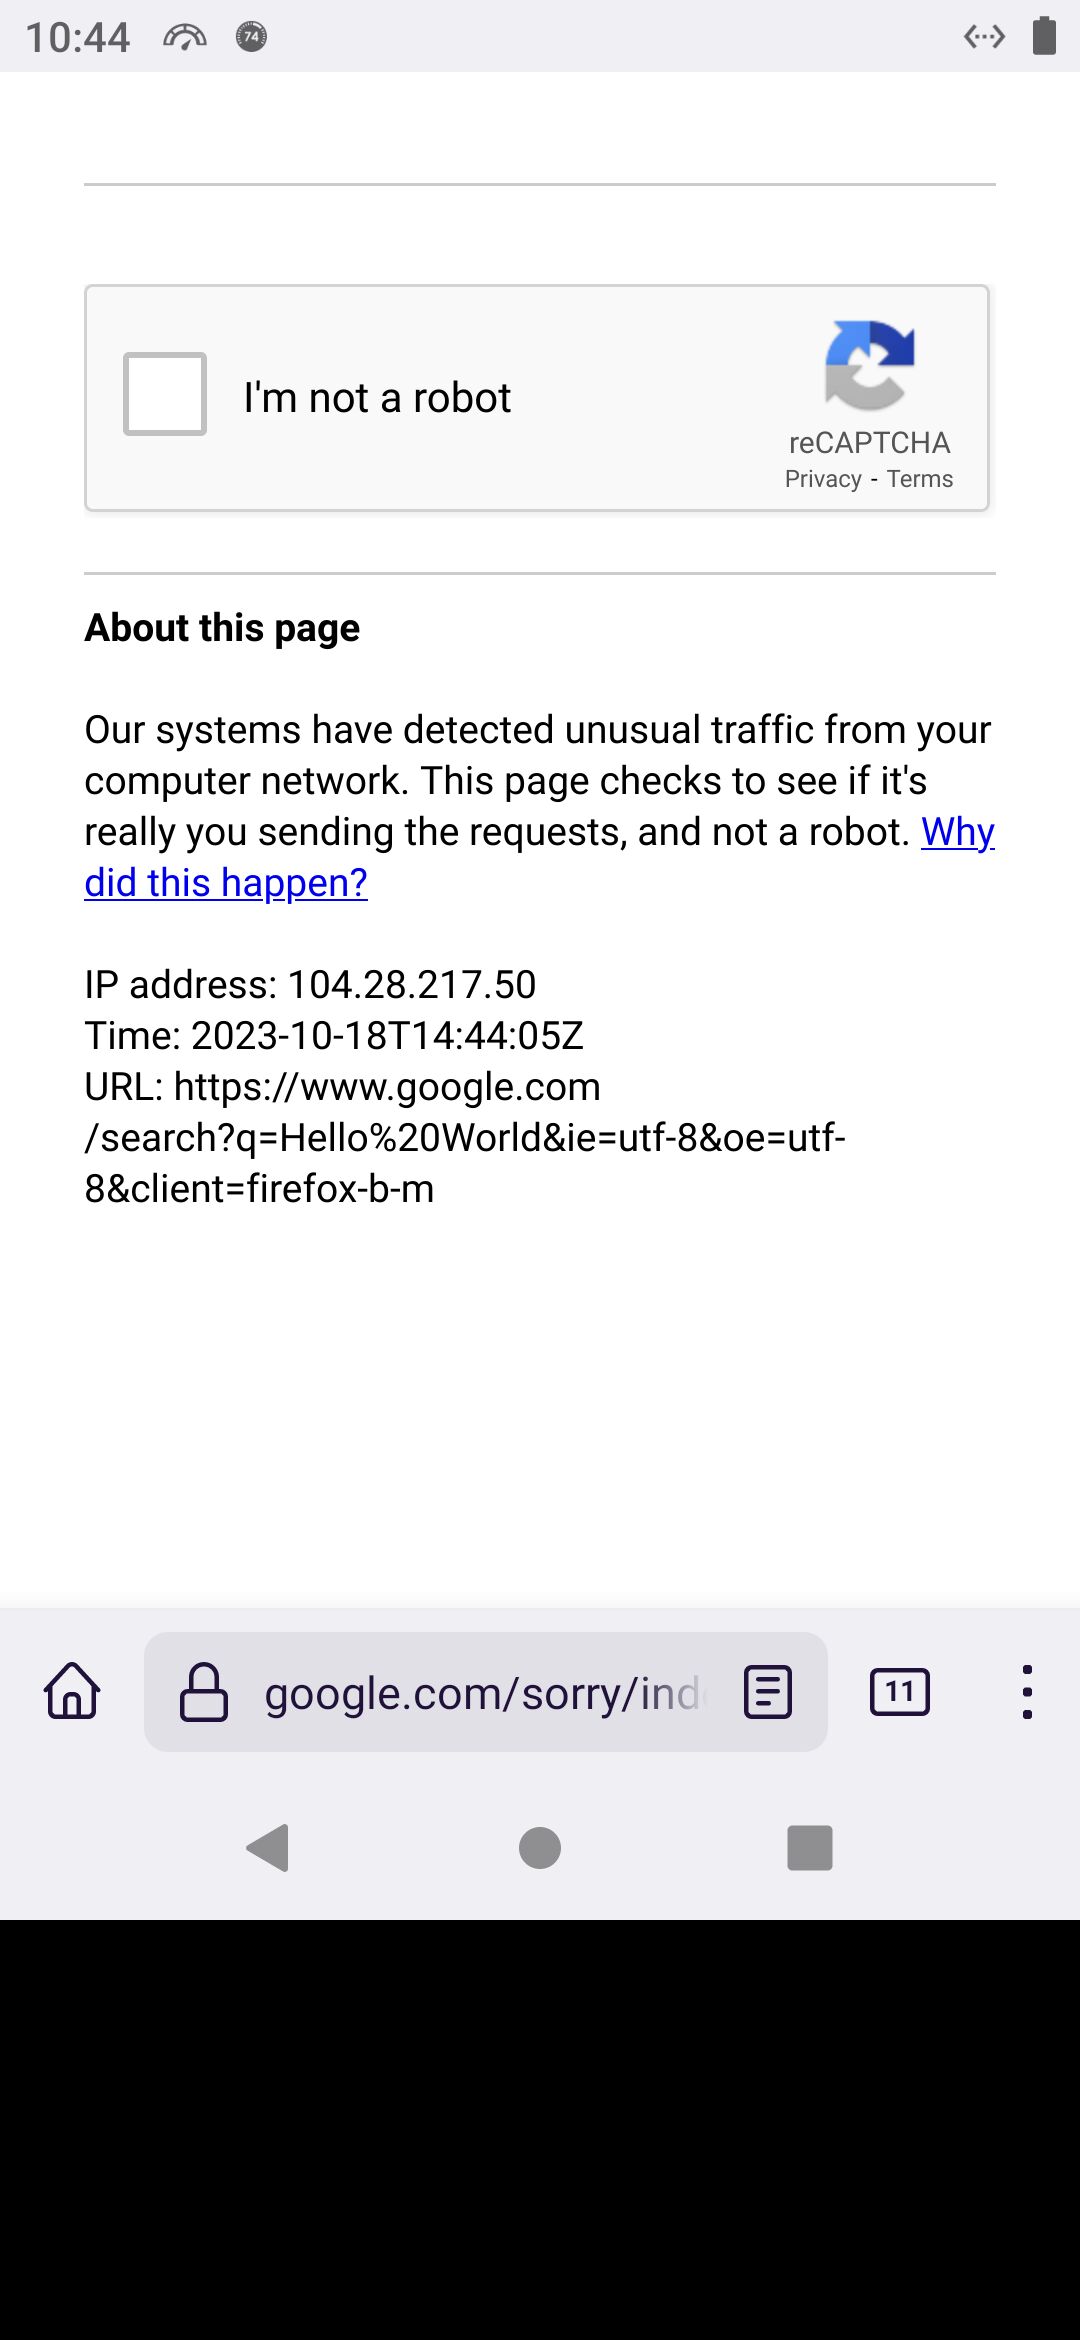 10:44
74
I'm not a robot
reCAPTCHA
Privacy - Terms
About this page
Our systems have detected unusual traffic from your
computer network. This page checks to see if it's
really you sending the requests, and not a robot. Why
did this happen?
IP address: 104.28.217.50
Time: 2023-10-18T14:44:05Z
URL: https://www.google.com
/search?q=Hello%20World&ie=utf-8&oe=utf-
8&client=firefox-b-m
google.com/sorry/ind
11